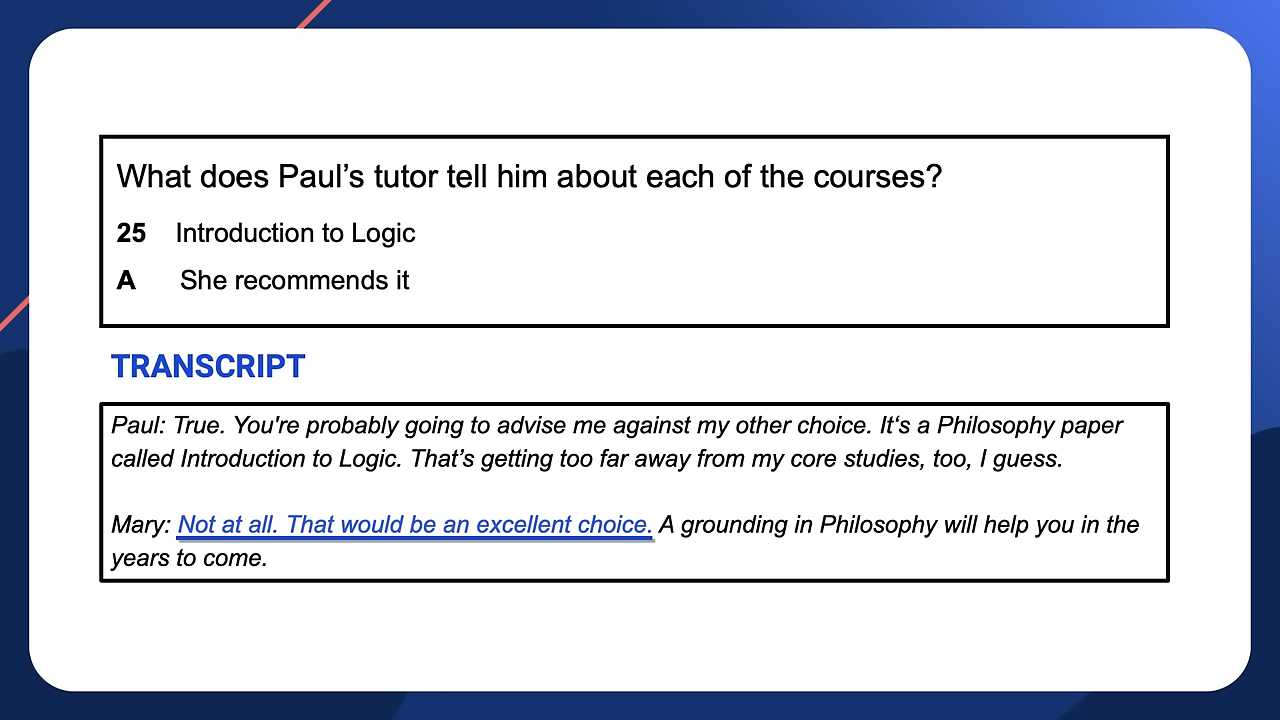 What does Paul’s tutor tell him about each of the courses?
25 Introduction to Logic
A She recommends it
TRANSCRIPT
Paul: True. You're probably going to advise me against my other choice. It‘s a Philosophy paper
called Introduction to Logic. That’s getting too far away from my core studies, too, I guess.
Mary: Not at all. That would be an excellent choice. A grounding in Philosophy will help you in the
years to come.